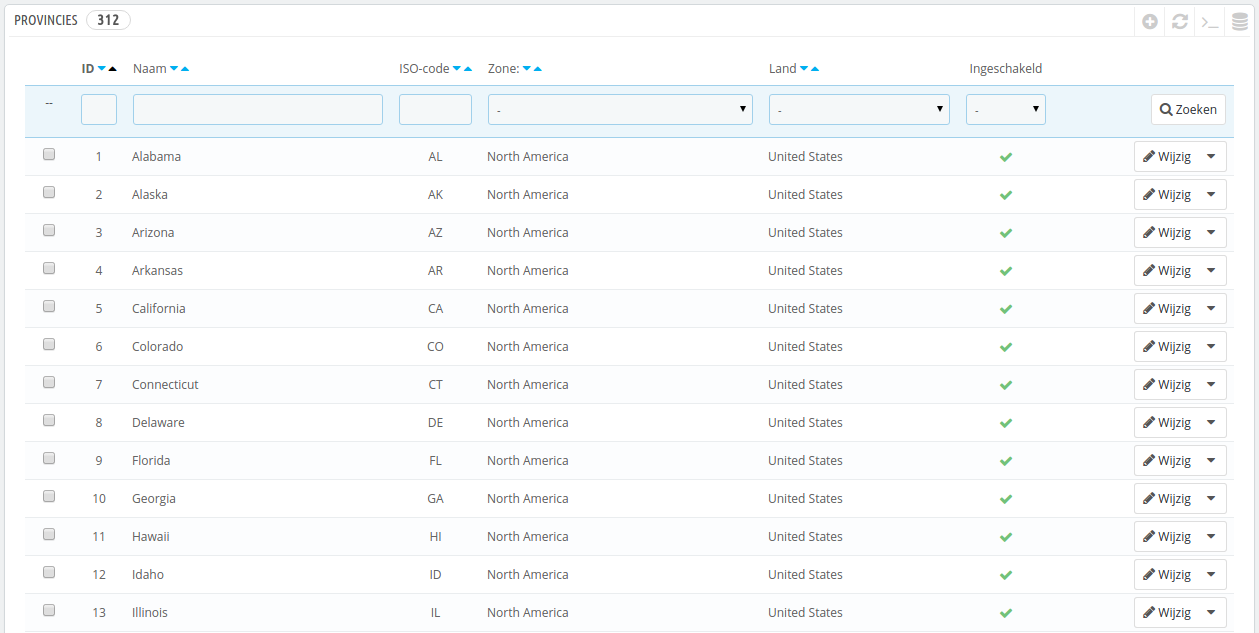 PROVINCIES 312
ID Naam ISO-code Zone: Land Ingeschakeld
-- - - - Zoeken
1 Alabama AL North America United States Wijzig
2 Alaska AK North America United States Wijzig
3 Arizona AZ North America United States Wijzig
4 Arkansas AR North America United States Wijzig
5 California CA North America United States Wijzig
6 Colorado CO North America United States Wijzig
7 Connecticut CT North America United States Wijzig
8 Delaware DE North America United States Wijzig
9 Florida FL North America United States Wijzig
10 Georgia GA North America United States Wijzig
11 Hawaii HI North America United States Wijzig
12 Idaho ID North America United States Wijzig
13 Illinois IL North America United States Wijzig